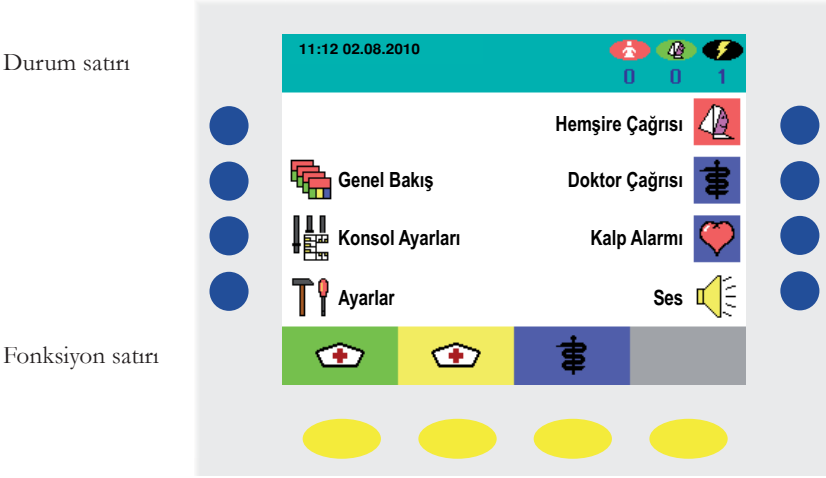 Durum satırı
11:12 02.08.2010
0 0 1
Hemşire Çağrısı
Genel Bakış
Doktor Çağrısı
Konsol Ayarları
Kalp Alarmı
Ayarlar
Ses
Fonksiyon satırı